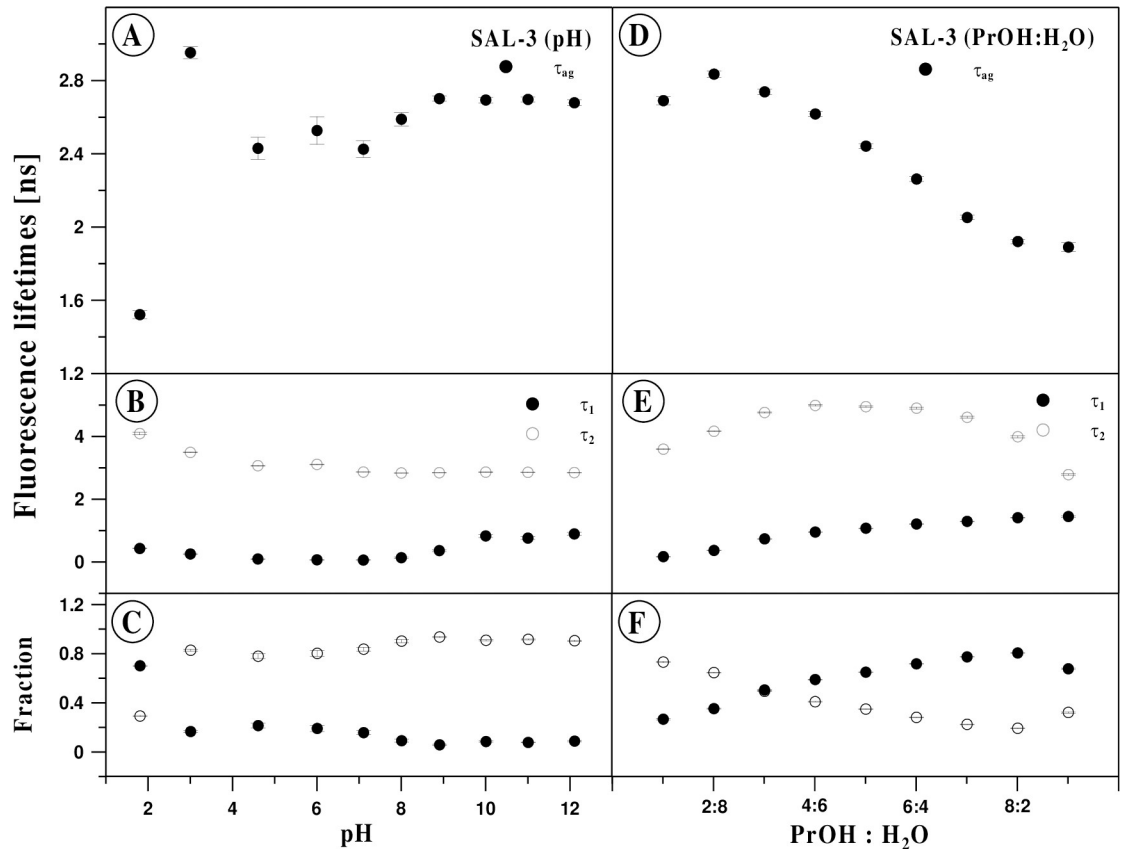 A
SAL-3 (pH)
τag
D
SAL-3 (PrOH:H2O)
τag
2.8
2.4
2
1.6
1.2
Fluorescence lifetimes [ns]
B
τ1
τ2
E
τ1
τ2
4
2
0
C
F
1.2
0.8
0.4
0
Fraction
2 4 6 8 10 12
pH
2:8 4:6 6:4 8:2
PrOH : H2O